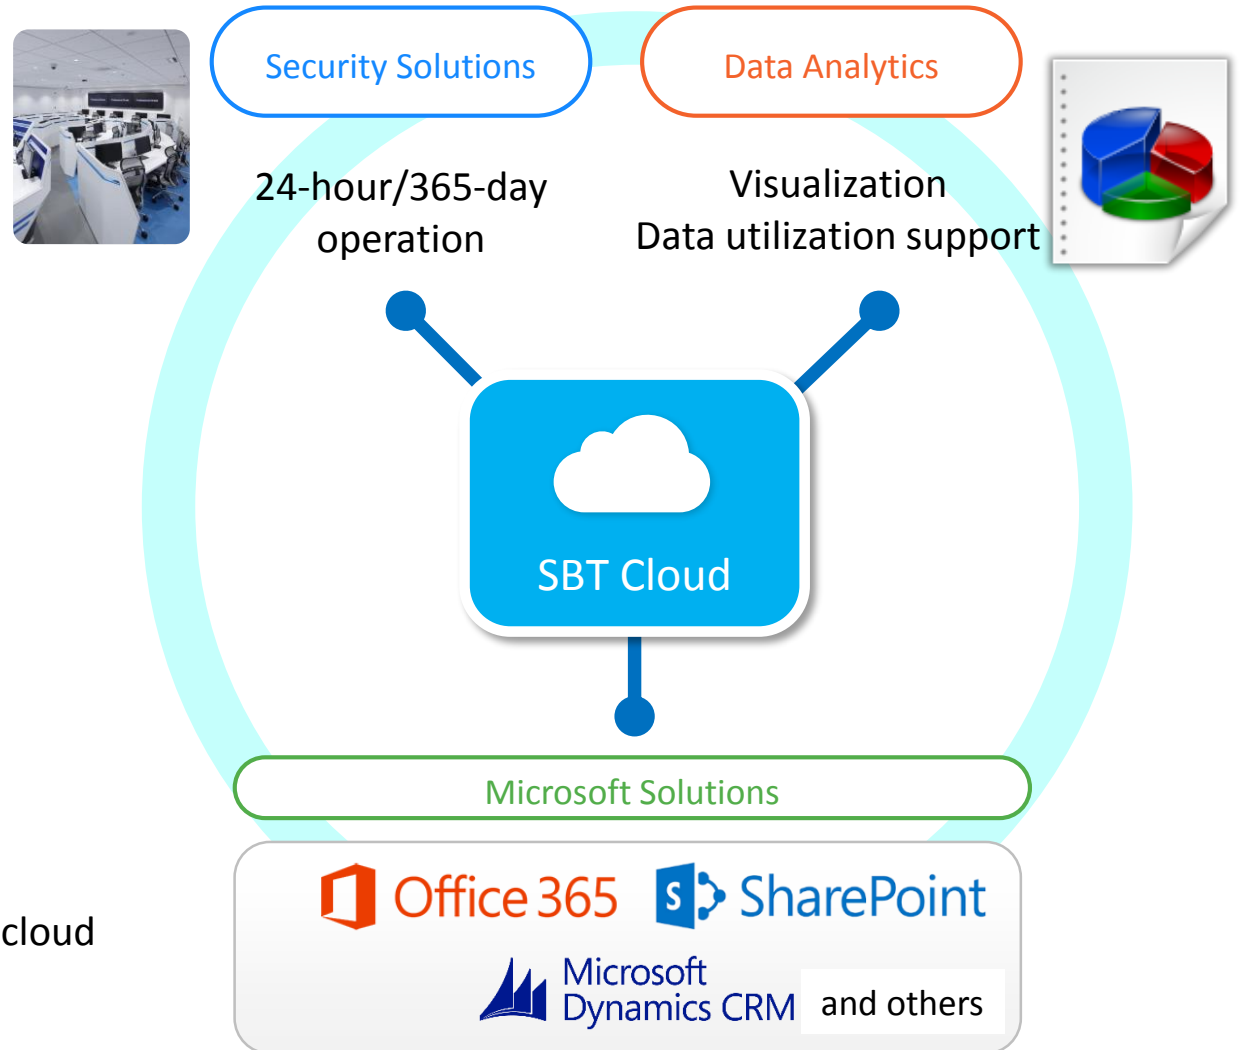 Security Solutions
Data Analytics
24-hour/365-day
operation
Visualization
Data utilization support
SBT Cloud
Microsoft Solutions
Office 365
S SharePoint
cloud
Microsoft
Dynamics CRM
and others